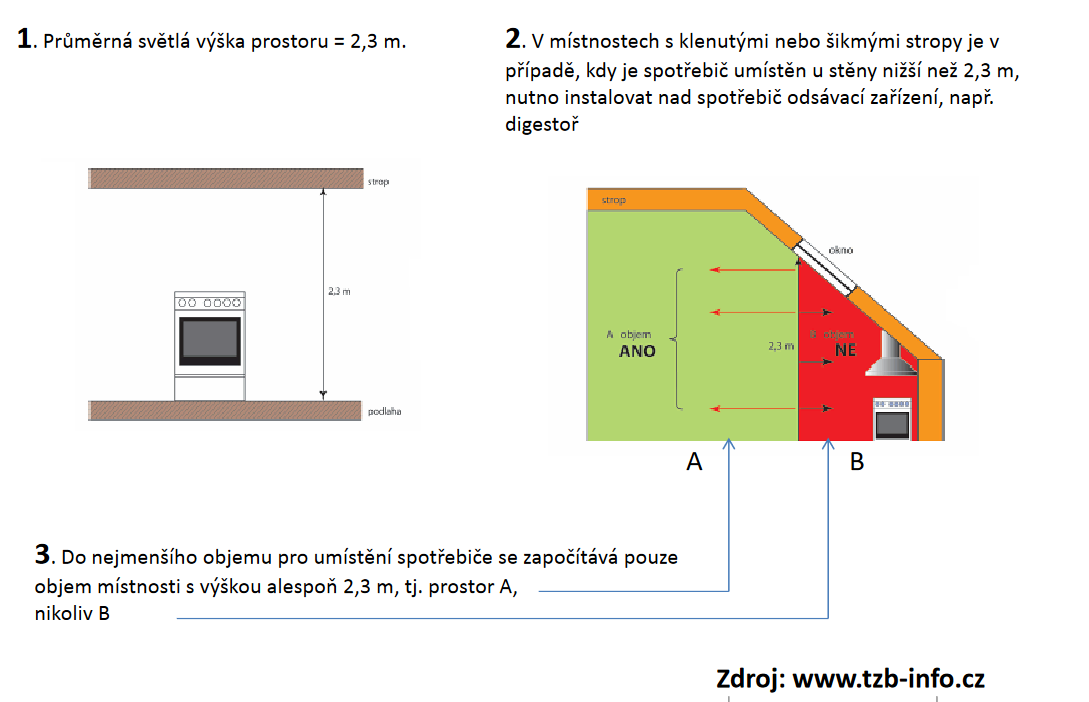 1. Průměrná světlá výška prostoru = 2,3 m.
2. V místnostech s klenutými nebo šikmými stropy je v
případě, kdy je spotřebič umístěn u stěny nižší než 2,3 m,
nutno instalovat nad spotřebič odsávací zařízení, např.
digestoř
strop
2,3 m
podlaha
strop
okno
A objem
ANO
2,3 m
NE
A
B
3. Do nejmenšího objemu pro umístění spotřebiče se započítává pouze
objem místnosti s výškou alespoň 2,3 m, tj. prostor A,
nikoliv B
Zdroj: www.tzb-info.cz